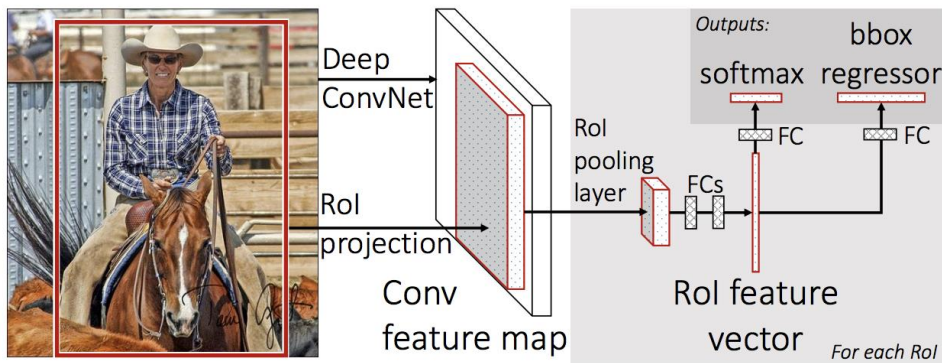 Deep
ConvNet
RoI
projection
Conv
feature map
RoI
pooling
layer
FCs
RoI feature
vector
For each RoI
Outputs:
softmax
bbox
regressor
FC
FC